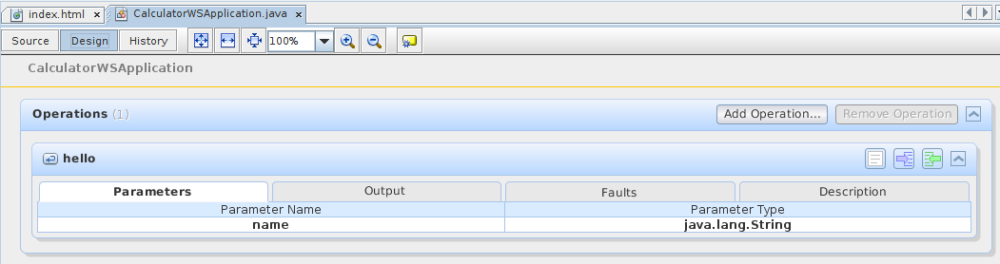 index.html CalculatorWSApplication.java
Source Design History 100%
CalculatorWSApplication
Operations (1) Add Operation... Remove Operation
hello
Parameters Output Faults Description
Parameter Name Parameter Type
name java.lang.String